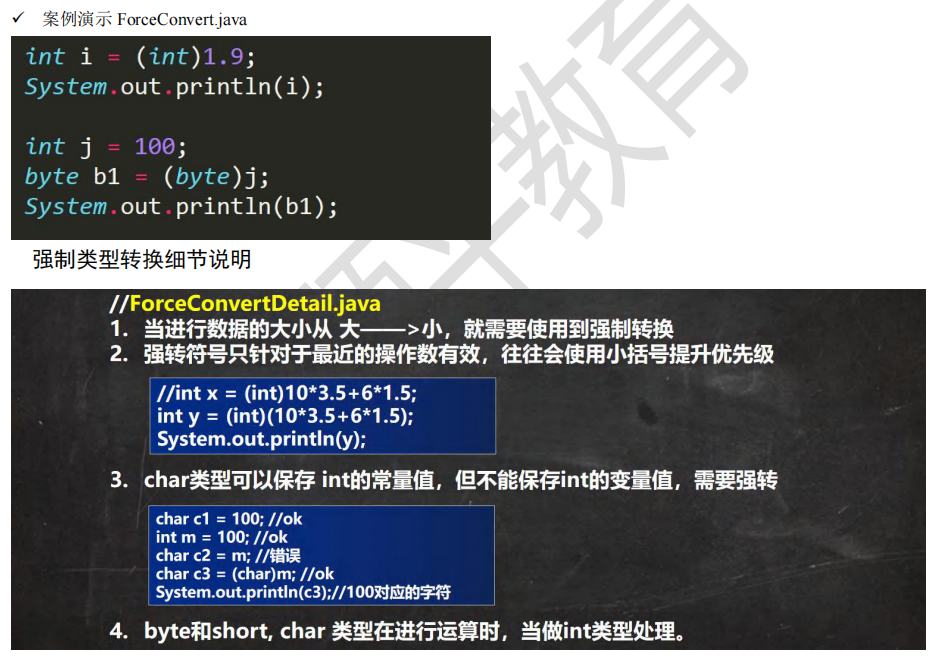 ✓ 案例演示 ForceConvert.java
int i = (int)1.9;
System.out.println(i);
int j = 100;
byte b1 = (byte)j;
System.out.println(b1);
强制类型转换细节说明
//ForceConvertDetail.java
1. 当进行数据的大小从 大——>小，就需要使用到强制转换
2. 强转符号只针对于最近的操作数有效，往往会使用小括号提升优先级
//int x = (int)10*3.5+6*1.5;
int y = (int)(10*3.5+6*1.5);
System.out.println(y);
3. char类型可以保存 int的常量值，但不能保存int的变量值，需要强转
char c1 = 100; //ok
int m = 100; //ok
char c2 = m; //错误
char c3 = (char)m; //ok
System.out.println(c3);//100对应的字符
4. byte和short, char 类型在进行运算时，当做int类型处理。
教育